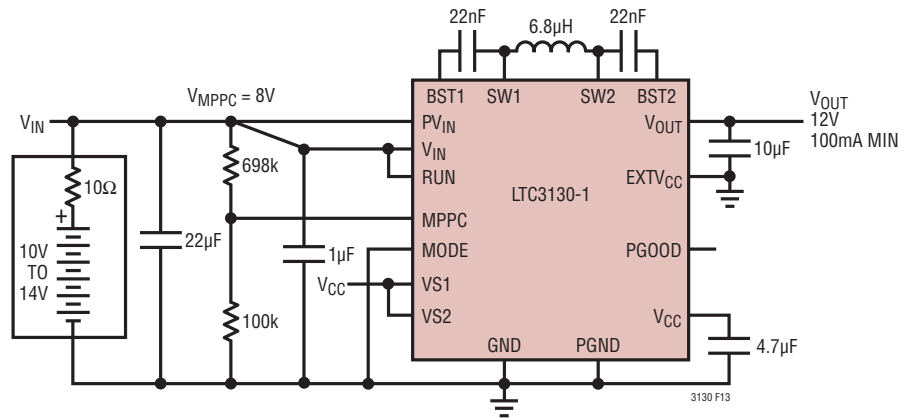 22nF
6.8µH
22nF
BST1
SW1
SW2
BST2
V_MPPC = 8V
V_IN
PV_IN
V_OUT
V_OUT
12V
100mA MIN
698k
V_IN
10µF
RUN
EXTV_CC
LTC3130-1
10Ω
+
MPPC
10V
TO
14V
22µF
1µF
MODE
PGOOD
V_CC
VS1
100k
VS2
V_CC
4.7µF
GND
PGND
3130 F13